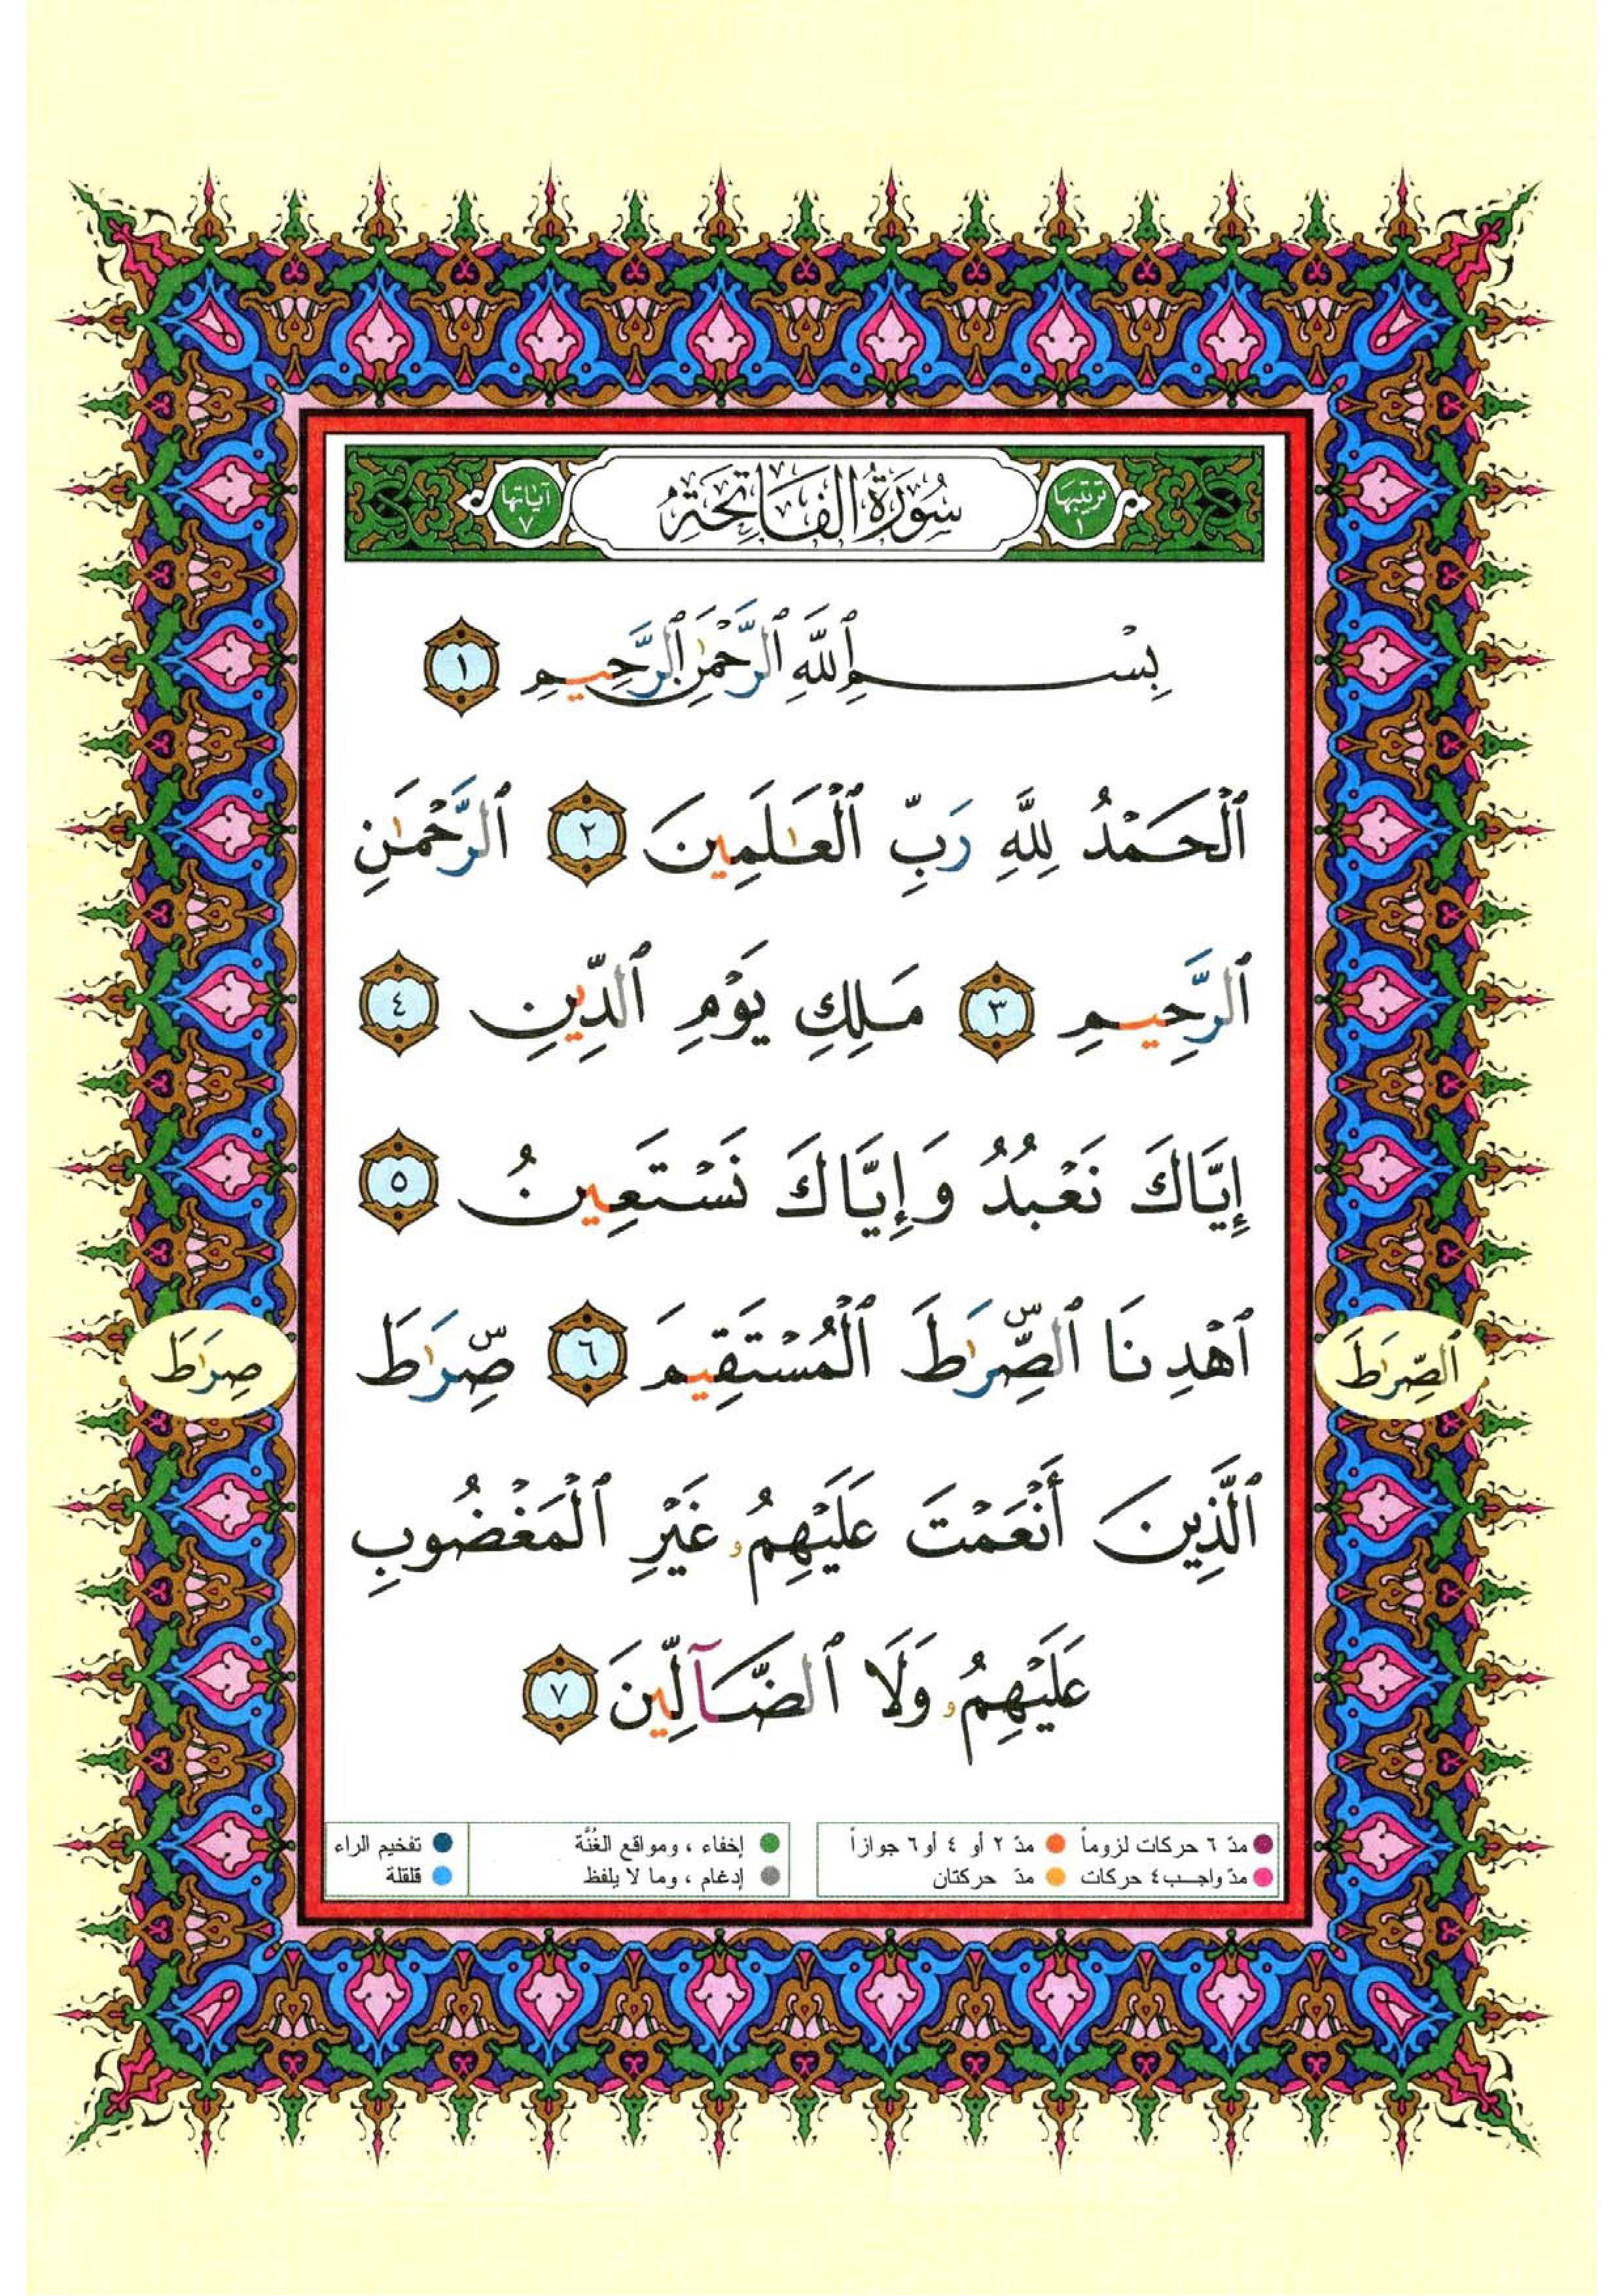 ترتيبها ١ سُورَةُ الفَاتِحَةِ آياتها ٧
بِسْمِ ٱللَّهِ ٱلرَّحْمَٰنِ ٱلرَّحِيمِ ١
ٱلْحَمْدُ لِلَّهِ رَبِّ ٱلْعَٰلَمِينَ ٢ ٱلرَّحْمَٰنِ
ٱلرَّحِيمِ ٣ مَلِكِ يَوْمِ ٱلدِّينِ ٤
إِيَّاكَ نَعْبُدُ وَإِيَّاكَ نَسْتَعِينُ ٥
ٱهْدِنَا ٱلصِّۜرَٰطَ ٱلْمُسْتَقِيمَ ٦ صِّۜرَٰطَ
ٱلصِّرَٰطَ
صِرَٰطَ
ٱلَّذِينَ أَنْعَمْتَ عَلَيْهِمُۥ غَيْرِ ٱلْمَغْضُوبِ
عَلَيْهِمُۥ وَلَا ٱلضَّآلِّينَ ٧
مدّ ٦ حركات لزوماً مدّ ٢ أو ٤ أو ٦ جوازاً
مدّ واجب ٤ حركات مدّ حركتان
إخفاء ، ومواقع الغُنَّة تفخيم الراء
إدغام ، وما لا يلفظ قلقلة